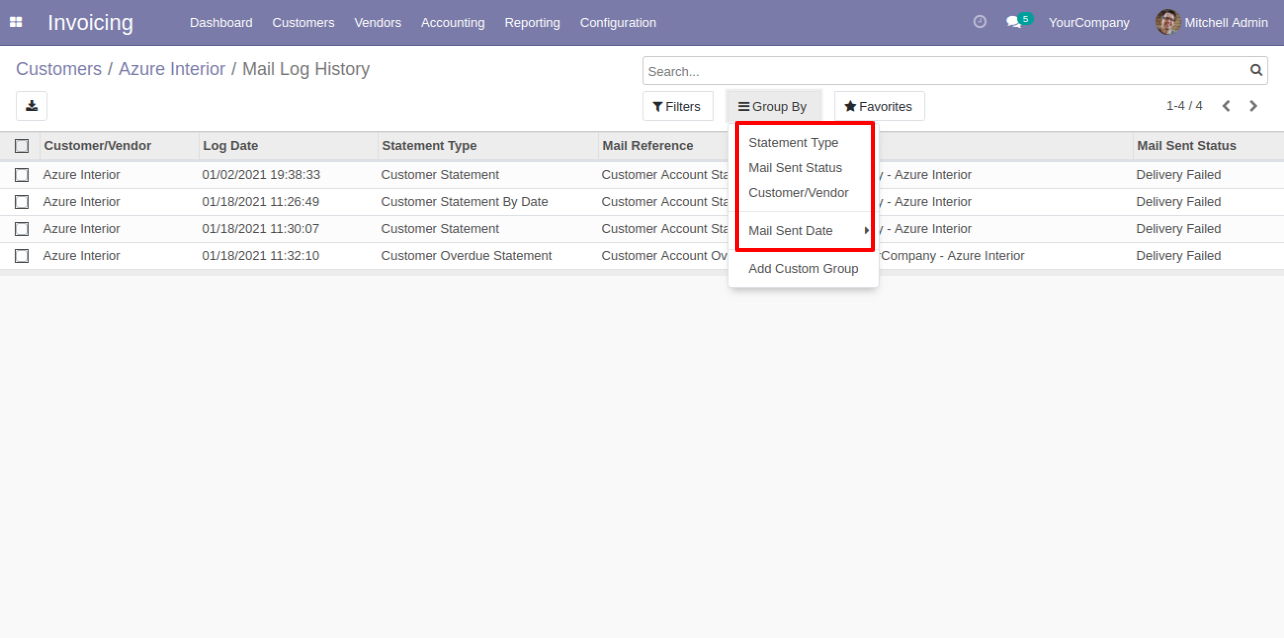 Invoicing Dashboard Customers Vendors Accounting Reporting Configuration 5 YourCompany Mitchell Admin
Customers / Azure Interior / Mail Log History
Search...
Filters Group By Favorites 1-4 / 4
Customer/Vendor Log Date Statement Type Mail Reference Mail Sent Status
Azure Interior 01/02/2021 19:38:33 Customer Statement Customer Account - Azure Interior Delivery Failed
Azure Interior 01/18/2021 11:26:49 Customer Statement By Date Customer Account - Azure Interior Delivery Failed
Azure Interior 01/18/2021 11:30:07 Customer Statement Customer Account - Azure Interior Delivery Failed
Azure Interior 01/18/2021 11:32:10 Customer Overdue Statement Customer Account Company - Azure Interior Delivery Failed
Statement Type
Mail Sent Status
Customer/Vendor
Mail Sent Date
Add Custom Group